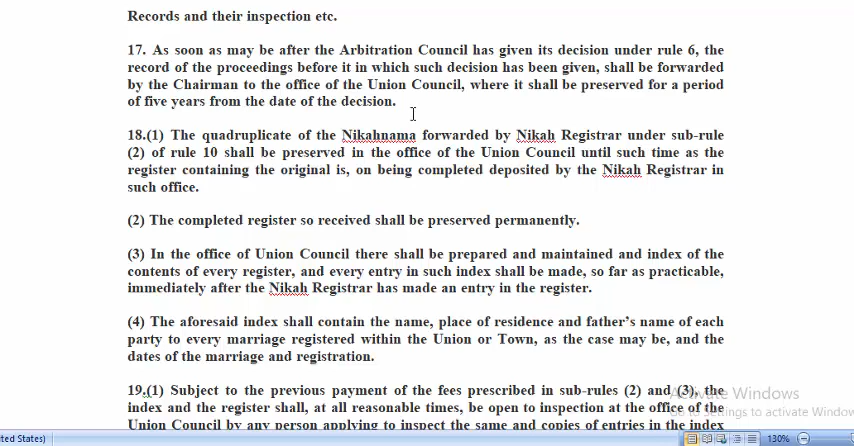 Records and their inspection etc.
17. As soon as may be after the Arbitration Council has given its decision under rule 6, the
record of the proceedings before it in which such decision has been given, shall be forwarded
by the Chairman to the office of the Union Council, where it shall be preserved for a period
of five years from the date of the decision.
18.(1) The quadruplicate of the Nikahnama forwarded by Nikah Registrar under sub-rule
(2) of rule 10 shall be preserved in the office of the Union Council until such time as the
register containing the original is, on being completed deposited by the Nikah Registrar in
such office.
(2) The completed register so received shall be preserved permanently.
(3) In the office of Union Council there shall be prepared and maintained and index of the
contents of every register, and every entry in such index shall be made, so far as practicable,
immediately after the Nikah Registrar has made an entry in the register.
(4) The aforesaid index shall contain the name, place of residence and father's name of each
party to every marriage registered within the Union or Town, as the case may be, and the
dates of the marriage and registration.
19.(1) Subject to the previous payment of the fees prescribed in sub-rules (2) and (3), the
Activate Windows
index and the register shall, at all reasonable times, be open to inspection at the office of the
Go to Settings to activate Window
Union Council by any person applying to inspect the same and copies of entries in the index
ted States)
130%